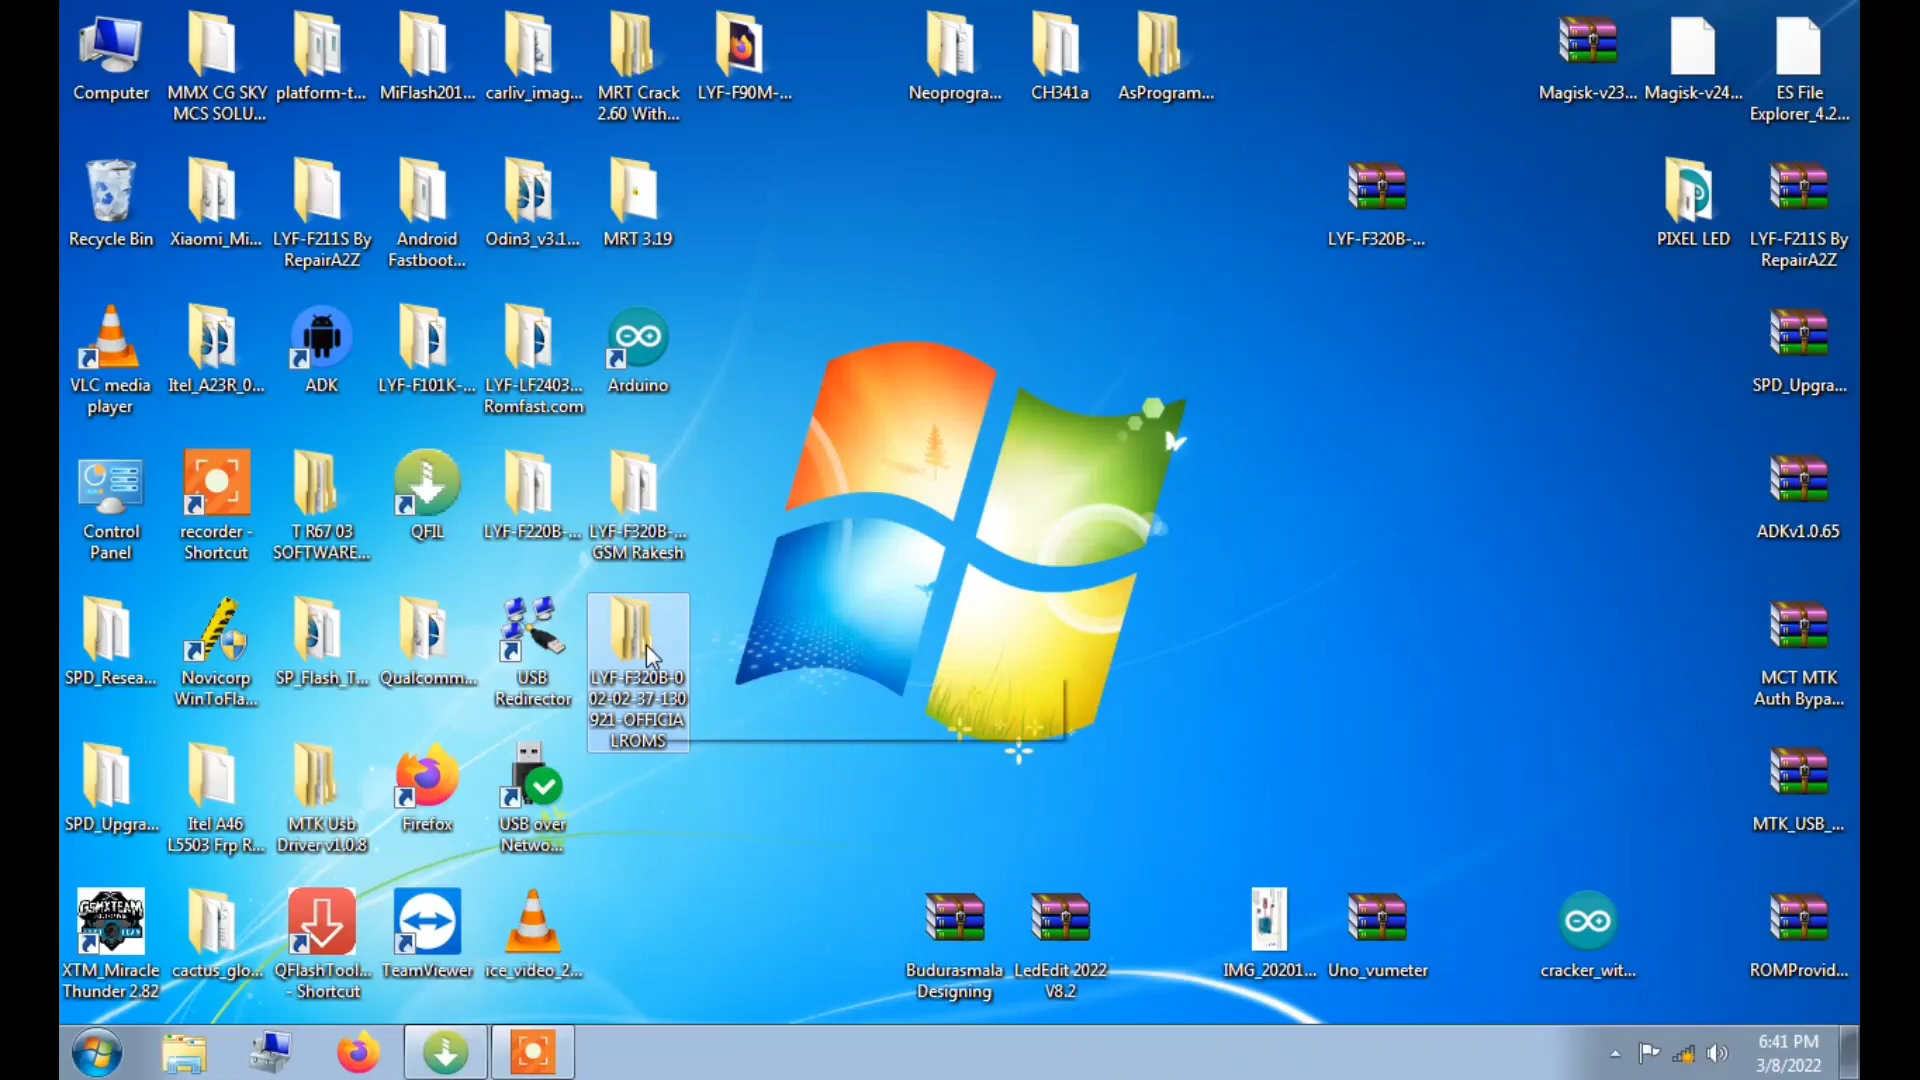 Computer
MMX CG SKY
MCS SOLU...
platform-t...
MiFlash201...
carliv_imag...
MRT Crack
2.60 With...
LYF-F90M-...
Neoprogra...
CH341a
AsProgram...
Magisk-v23...
Magisk-v24...
ES File
Explorer_4.2...
Recycle Bin
Xiaomi_Mi...
LYF-F211S By
RepairA2Z
Android
Fastboot...
Odin3_v3.1...
MRT 3.19
LYF-F320B-...
PIXEL LED
LYF-F211S By
RepairA2Z
VLC media
player
Itel_A23R_0...
ADK
LYF-F101K-...
LYF-LF2403...
Romfast.com
Arduino
SPD_Upgra...
Control
Panel
recorder -
Shortcut
T R67 03
SOFTWARE...
QFIL
LYF-F220B-...
LYF-F320B-...
GSM Rakesh
ADKv1.0.65
SPD_Resea...
Novicorp
WinToFla...
SP_Flash_T...
Qualcomm...
USB
Redirector
LYF-F320B-0
02-02-37-130
921-OFFICIA
LROMS
MCT MTK
Auth Bypa...
SPD_Upgra...
Itel A46
L5503 Frp R...
MTK Usb
Driver v1.0.8
Firefox
USB over
Netwo...
MTK_USB_...
GSMXTEAM
XTM_Miracle
Thunder 2.82
cactus_glo...
QFlashTool...
- Shortcut
TeamViewer
ice_video_2...
Budurasmala
Designing
LedEdit 2022
V8.2
IMG_20201...
Uno_vumeter
cracker_wit...
ROMProvid...
6:41 PM
3/8/2022